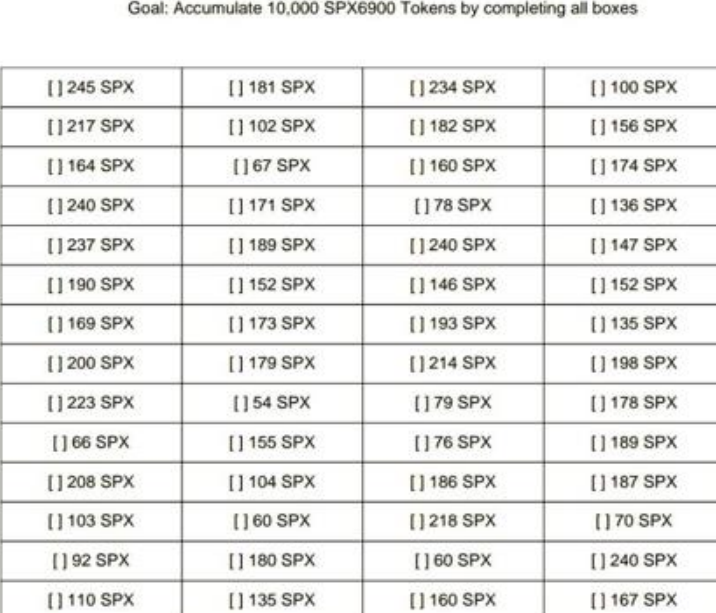 Goal: Accumulate 10,000 SPX6900 Tokens by completing all boxes
[ ] 245 SPX [ ] 181 SPX [ ] 234 SPX [ ] 100 SPX
[ ] 217 SPX [ ] 102 SPX [ ] 182 SPX [ ] 156 SPX
[ ] 164 SPX [ ] 67 SPX [ ] 160 SPX [ ] 174 SPX
[ ] 240 SPX [ ] 171 SPX [ ] 78 SPX [ ] 136 SPX
[ ] 237 SPX [ ] 189 SPX [ ] 240 SPX [ ] 147 SPX
[ ] 190 SPX [ ] 152 SPX [ ] 146 SPX [ ] 152 SPX
[ ] 169 SPX [ ] 173 SPX [ ] 193 SPX [ ] 135 SPX
[ ] 200 SPX [ ] 179 SPX [ ] 214 SPX [ ] 198 SPX
[ ] 223 SPX [ ] 54 SPX [ ] 79 SPX [ ] 178 SPX
[ ] 66 SPX [ ] 155 SPX [ ] 76 SPX [ ] 189 SPX
[ ] 208 SPX [ ] 104 SPX [ ] 186 SPX [ ] 187 SPX
[ ] 103 SPX [ ] 60 SPX [ ] 218 SPX [ ] 70 SPX
[ ] 92 SPX [ ] 180 SPX [ ] 60 SPX [ ] 240 SPX
[ ] 110 SPX [ ] 135 SPX [ ] 160 SPX [ ] 167 SPX